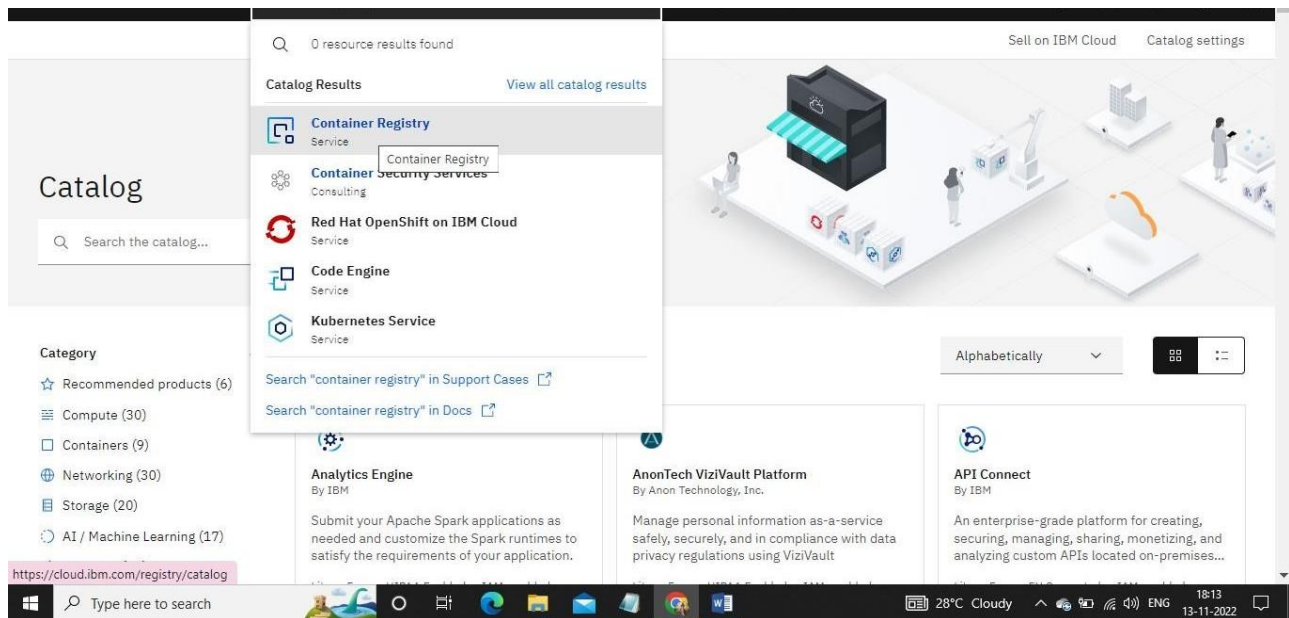 0 resource results found
Sell on IBM Cloud
Catalog settings
Catalog Results
View all catalog results
Container Registry
Service
Container Registry
Container Security Services
Consulting
Red Hat OpenShift on IBM Cloud
Service
Code Engine
Service
Kubernetes Service
Service
Search "container registry" in Support Cases
Search "container registry" in Docs
Catalog
Search the catalog...
Category
Recommended products (6)
Compute (30)
Containers (9)
Networking (30)
Storage (20)
AI / Machine Learning (17)
Alphabetically
Analytics Engine
By IBM
Submit your Apache Spark applications as
needed and customize the Spark runtimes to
satisfy the requirements of your application.
AnonTech ViziVault Platform
By Anon Technology, Inc.
Manage personal information as-a-service
safely, securely, and in compliance with data
privacy regulations using ViziVault
API Connect
By IBM
An enterprise-grade platform for creating,
securing, managing, sharing, monetizing, and
analyzing custom APIs located on-premises...
https://cloud.ibm.com/registry/catalog
Type here to search
28°C Cloudy
ENG
18:13
13-11-2022